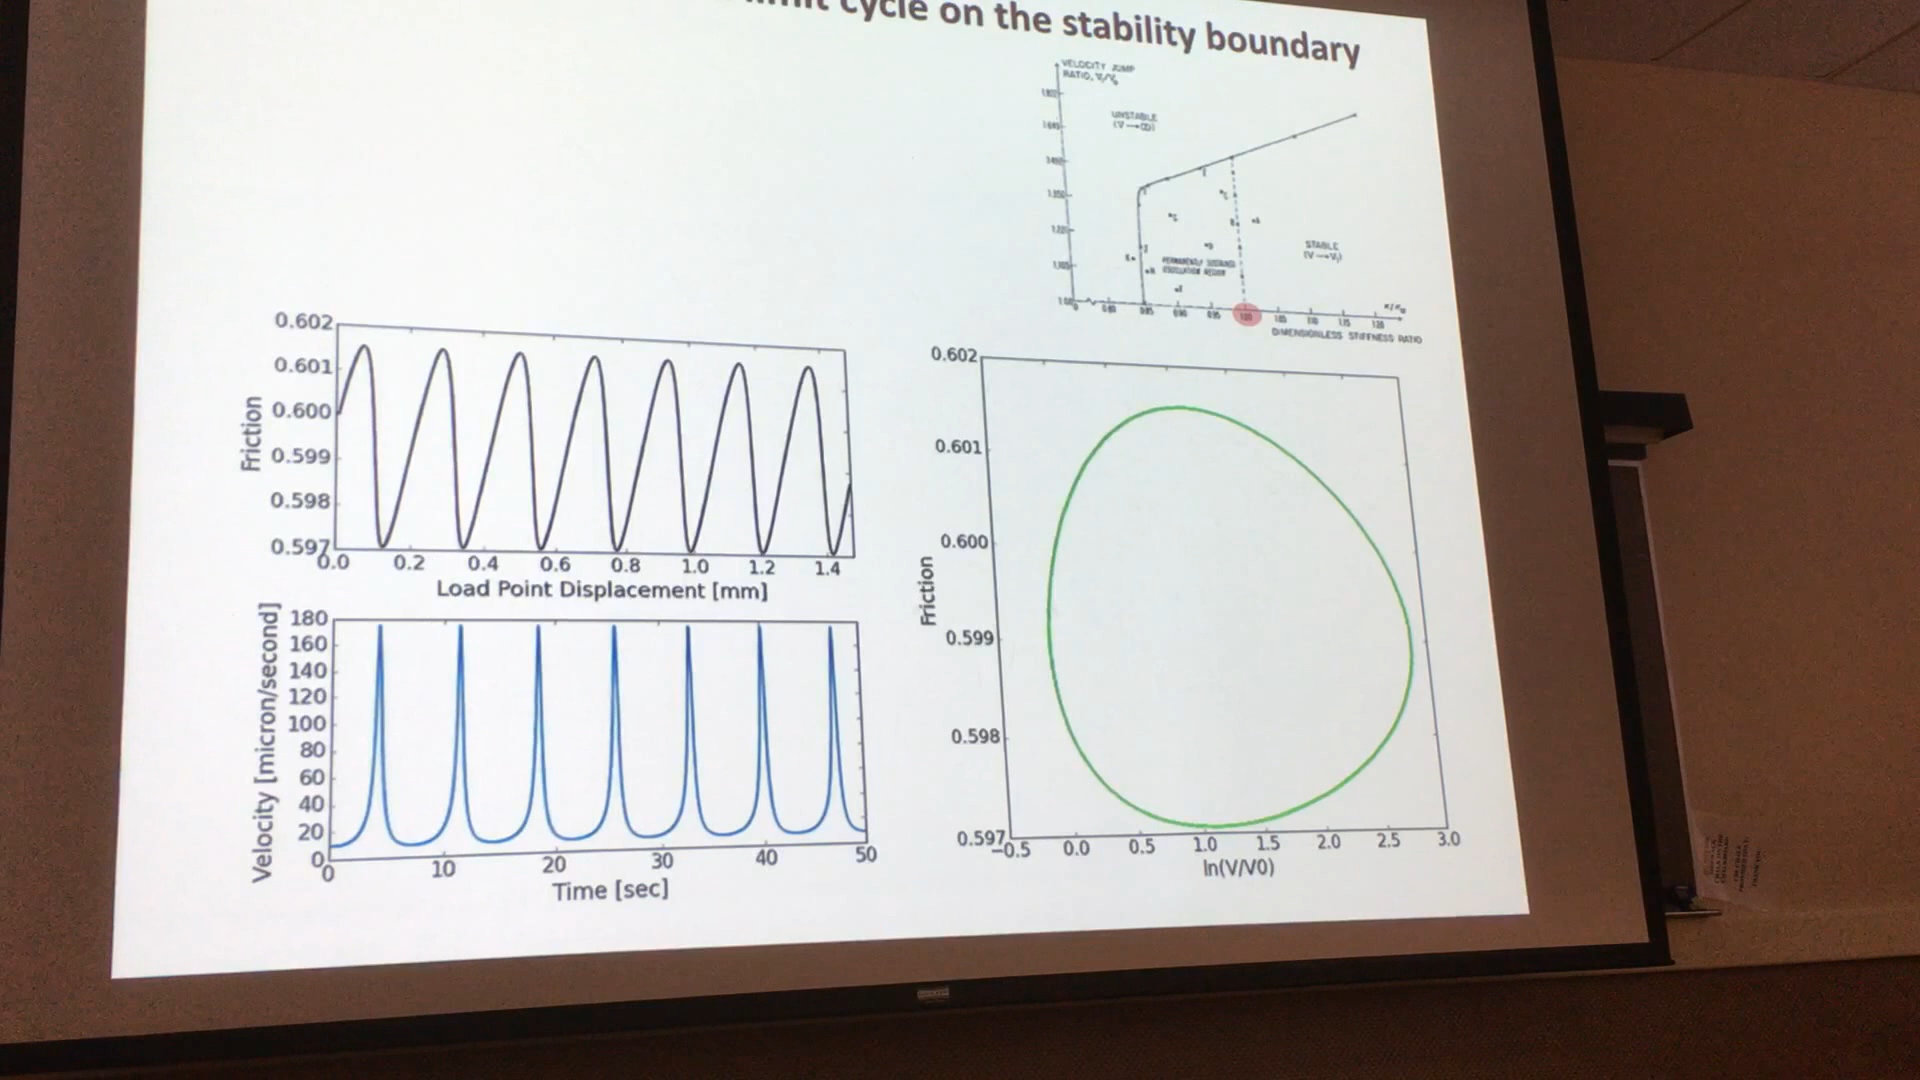 cycle on the stability boundary
VELOCITY JUMP
RATIO, V/V₀
UNSTABLE
(V→∞)
STABLE
(V→V₁)
PERMANENTLY SUSTAINED
OSCILLATION REGION
DIMENSIONLESS STIFFNESS RATIO
0.602
0.601
0.600
0.599
0.598
0.597
Friction
0.0 0.2 0.4 0.6 0.8 1.0 1.2 1.4
Load Point Displacement [mm]
180
160
140
120
100
80
60
40
20
0
Velocity [micron/second]
0 10 20 30 40 50
Time [sec]
0.602
0.601
0.600
0.599
0.598
0.597
Friction
−0.5 0.0 0.5 1.0 1.5 2.0 2.5 3.0
ln(V/V0)